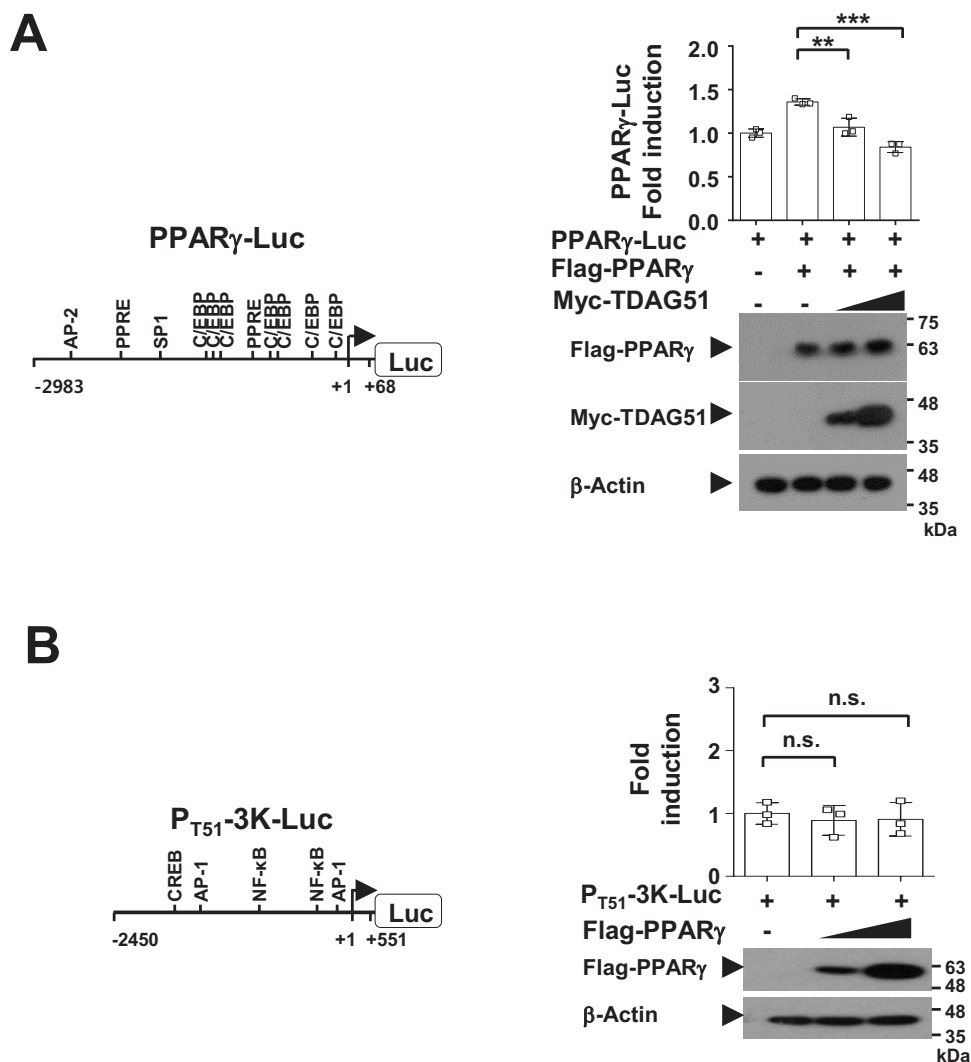 A
PPARγ-Luc
AP-2
PPRE
SP1
C/EBP
C/EBP
C/EBP
PPRE
C/EBP
C/EBP
C/EBP
C/EBP
Luc
-2983
+1
+68
PPARγ-Luc
Fold induction
2.0
1.5
1.0
0.5
0.0
***
**
PPARγ-Luc + + + +
Flag-PPARγ - + + +
Myc-TDAG51 - -
Flag-PPARγ
75
63
Myc-TDAG51
48
35
β-Actin
48
35
kDa
B
PT51-3K-Luc
CREB
AP-1
NF-κB
NF-κB
AP-1
Luc
-2450
+1
+551
Fold
induction
3
2
1
0
n.s.
n.s.
PT51-3K-Luc + + +
Flag-PPARγ -
Flag-PPARγ
63
48
β-Actin
48
35
kDa